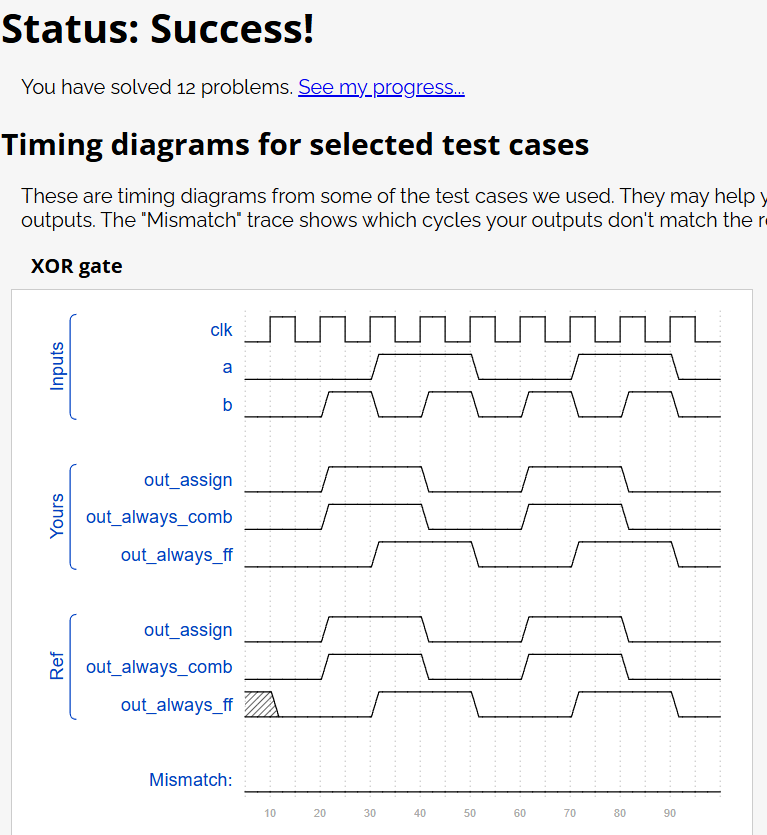 Status: Success!
You have solved 12 problems. See my progress...
Timing diagrams for selected test cases
These are timing diagrams from some of the test cases we used. They may help
outputs. The "Mismatch" trace shows which cycles your outputs don't match the
XOR gate
Inputs
clk
a
b
Yours
out_assign
out_always_comb
out_always_ff
Ref
out_assign
out_always_comb
out_always_ff
Mismatch:
10 20 30 40 50 60 70 80 90